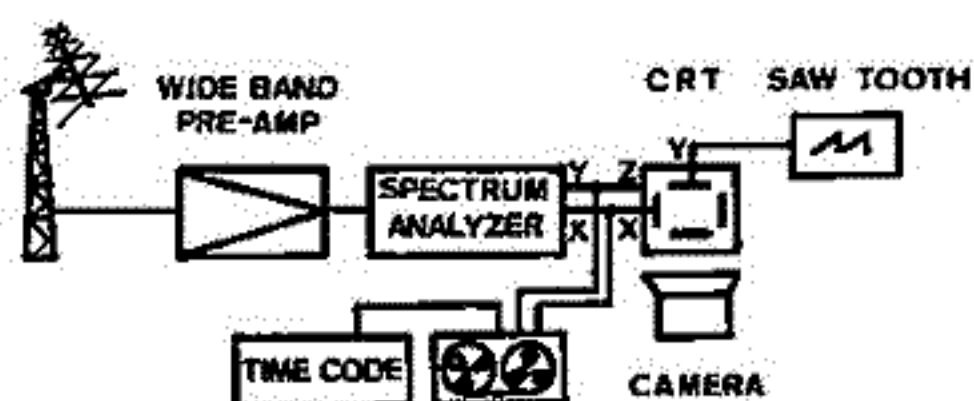 CRT SAW TOOTH
WIDE BAND
PRE-AMP
Y
SPECTRUM
ANALYZER
Y Z
X X
TIME CODE
CAMERA